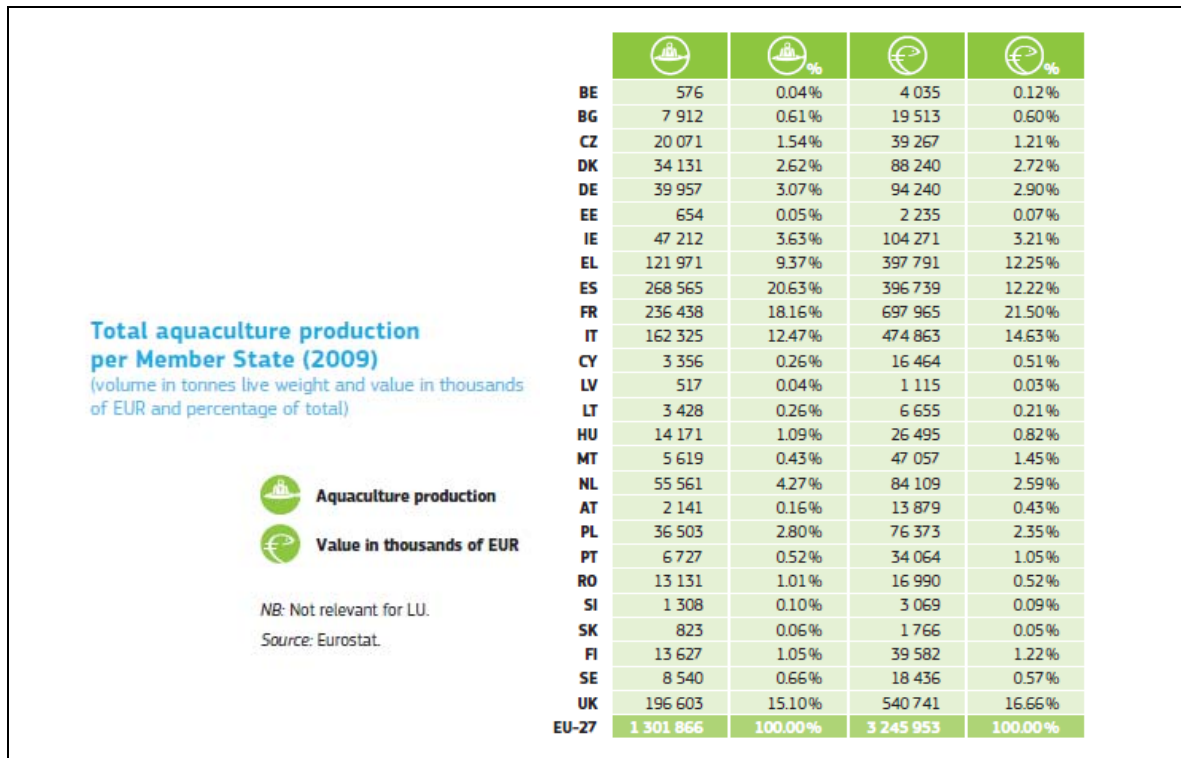 % %
BE 576 0.04% 4 035 0.12%
BG 7 912 0.61% 19 513 0.60%
CZ 20 071 1.54% 39 267 1.21%
DK 34 131 2.62% 88 240 2.72%
DE 39 957 3.07% 94 240 2.90%
EE 654 0.05% 2 235 0.07%
IE 47 212 3.63% 104 271 3.21%
EL 121 971 9.37% 397 791 12.25%
ES 268 565 20.63% 396 739 12.22%
FR 236 438 18.16% 697 965 21.50%
IT 162 325 12.47% 474 863 14.63%
CY 3 356 0.26% 16 464 0.51%
LV 517 0.04% 1 115 0.03%
LT 3 428 0.26% 6 655 0.21%
HU 14 171 1.09% 26 495 0.82%
MT 5 619 0.43% 47 057 1.45%
NL 55 561 4.27% 84 109 2.59%
AT 2 141 0.16% 13 879 0.43%
PL 36 503 2.80% 76 373 2.35%
PT 6 727 0.52% 34 064 1.05%
RO 13 131 1.01% 16 990 0.52%
SI 1 308 0.10% 3 069 0.09%
SK 823 0.06% 1 766 0.05%
FI 13 627 1.05% 39 582 1.22%
SE 8 540 0.66% 18 436 0.57%
UK 196 603 15.10% 540 741 16.66%
EU-27 1 301 866 100.00% 3 245 953 100.00%
Total aquaculture production
per Member State (2009)
(volume in tonnes live weight and value in thousands
of EUR and percentage of total)
Aquaculture production
Value in thousands of EUR
NB: Not relevant for LU.
Source: Eurostat.